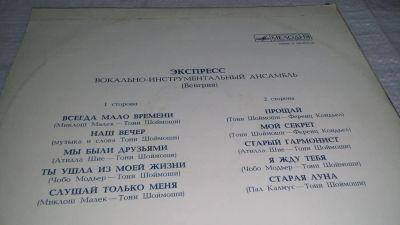 МЕЛОДИЯ
ЭКСПРЕСС
ВОКАЛЬНО-ИНСТРУМЕНТАЛЬНЫЙ АНСАМБЛЬ
(Венгрия)
1 сторона
ВСЕГДА МАЛО ВРЕМЕНИ
(Миклош Малек — Тони Шоймоши)
НАШ ВЕЧЕР
(музыка и слова Тони Шоймоши)
МЫ БЫЛИ ДРУЗЬЯМИ
(Атилла Шие — Тони Шоймоши)
ТЫ УШЛА ИЗ МОЕЙ ЖИЗНИ
(Чобо Модьер — Тони Шоймоши)
СЛУШАЙ ТОЛЬКО МЕНЯ
(Миклош Малек — Тони Шоймоши)
2 сторона
ПРОЩАЙ
(Тони Шоймоши — Ференц Кондьел)
МОЙ СЕКРЕТ
(Тони Шоймоши — Ференц Кондьел)
СТАРЫЙ ГАРМОНИСТ
(Атилла Шие — Тони Шоймоши)
Я ЖДУ ТЕБЯ
(Чобо Модьер — Тони Шоймоши)
СТАРАЯ ЛУНА
(Пал Калмус — Тони Шоймоши)